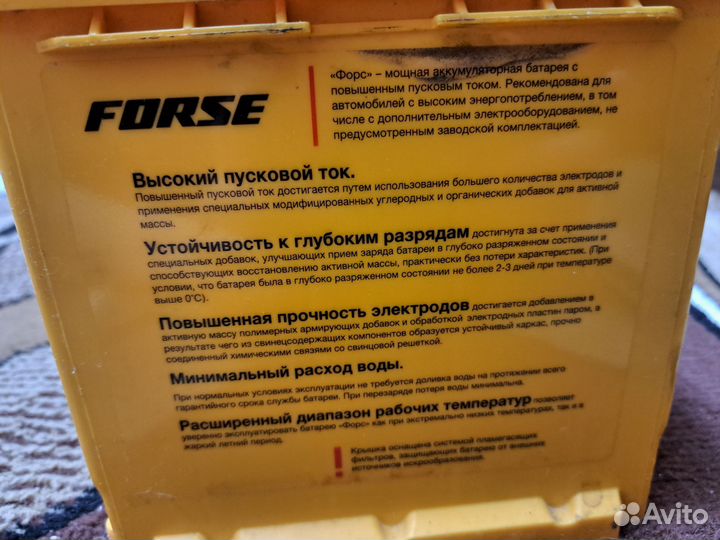 FORSE
«Форс» – мощная аккумуляторная батарея с
повышенным пусковым током. Рекомендована для
автомобилей с высоким энергопотреблением, в том
числе с дополнительным электрооборудованием, не
предусмотренным заводской комплектацией.
Высокий пусковой ток.
Повышенный пусковой ток достигается путем использования большего количества электродов и
применения специальных модифицированных углеродных и органических добавок для активной
массы.
Устойчивость к глубоким разрядам достигнута за счет применения
специальных добавок, улучшающих прием заряда батареи в глубоко разряженном состоянии и
способствующих восстановлению активной массы, практически без потери характеристик. (При
условии, что батарея была в глубоко разряженном состоянии не более 2-3 дней при температуре
выше 0°С).
Повышенная прочность электродов достигается добавлением в
активную массу полимерных армирующих добавок и обработкой электродных пластин паром, в
результате чего из свинецсодержащих компонентов образуется устойчивый каркас, прочно
соединенный химическими связями со свинцовой решеткой.
Минимальный расход воды.
При нормальных условиях эксплуатации не требуется доливка воды на протяжении всего
гарантийного срока службы батареи. При перезаряде потеря воды минимальна.
Расширенный диапазон рабочих температур позволяет
уверенно эксплуатировать батарею «Форс» как при экстремально низких температурах, так и в
жаркий летний период.
! Крышка оснащена системой пламегасящих
фильтров, защищающих батарею от внешних
источников искрообразования.
Avito